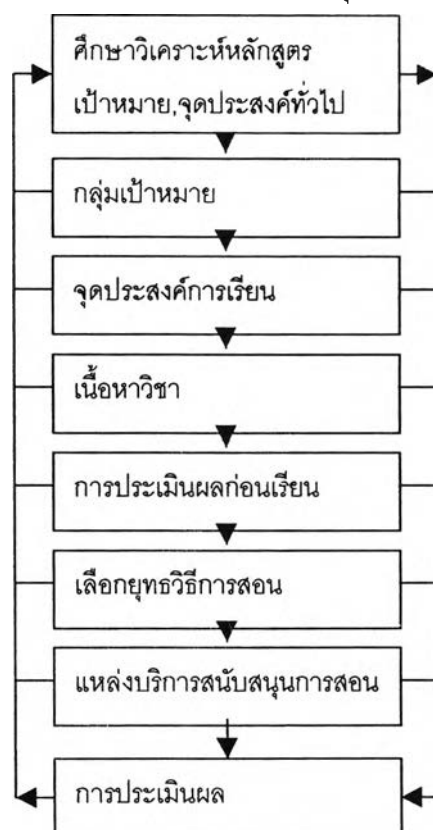 ศึกษาวิเคราะห์หลักสูตร
เป้าหมาย,จุดประสงค์ทั่วไป
กลุ่มเป้าหมาย
จุดประสงค์การเรียน
เนื้อหาวิชา
การประเมินผลก่อนเรียน
เลือกยุทธวิธีการสอน
แหล่งบริการสนับสนุนการสอน
การประเมินผล